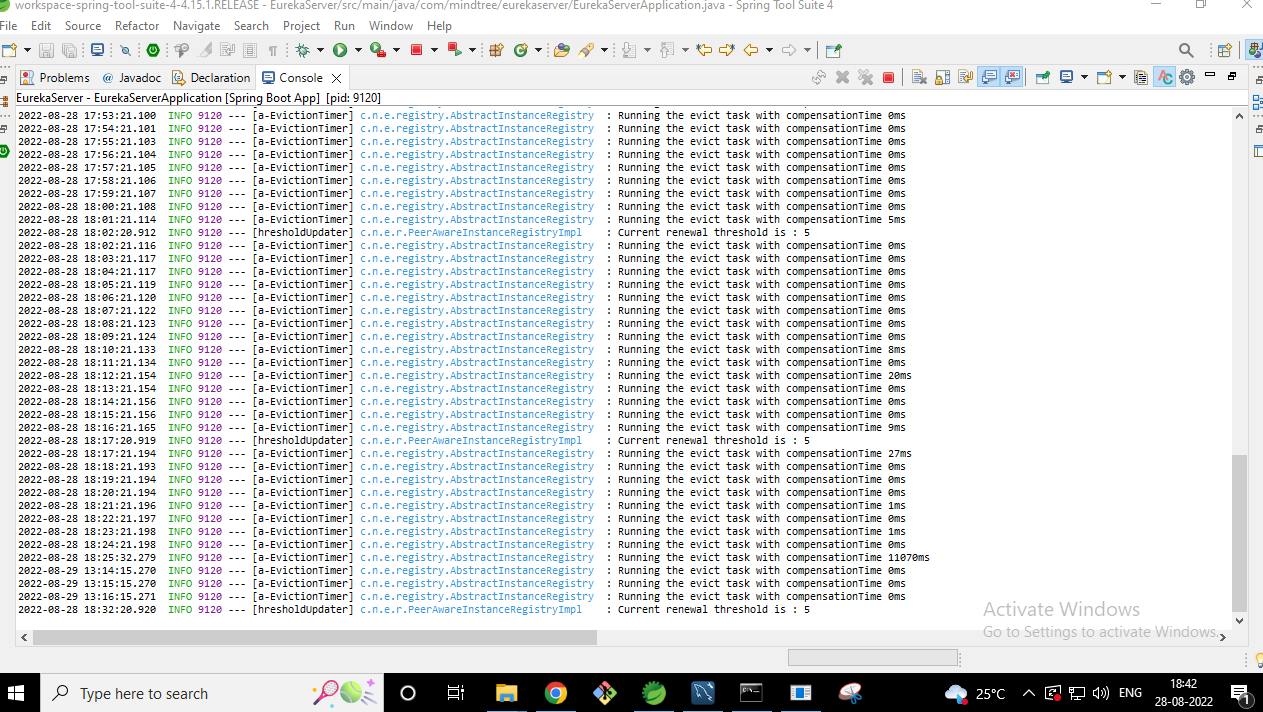 workspace-spring-tool-suite-4-4.15.1.RELEASE - EurekaServer/src/main/java/com/mindtree/eurekaserver/EurekaServerApplication.java - Spring Tool Suite 4
File Edit Source Refactor Navigate Search Project Run Window Help
Problems @ Javadoc Declaration Console
EurekaServer - EurekaServerApplication [Spring Boot App] [pid: 9120]
2022-08-28 17:53:21.100 INFO 9120 --- [a-EvictionTimer] c.n.e.registry.AbstractInstanceRegistry : Running the evict task with compensationTime 0ms
2022-08-28 17:54:21.101 INFO 9120 --- [a-EvictionTimer] c.n.e.registry.AbstractInstanceRegistry : Running the evict task with compensationTime 0ms
2022-08-28 17:55:21.103 INFO 9120 --- [a-EvictionTimer] c.n.e.registry.AbstractInstanceRegistry : Running the evict task with compensationTime 0ms
2022-08-28 17:56:21.104 INFO 9120 --- [a-EvictionTimer] c.n.e.registry.AbstractInstanceRegistry : Running the evict task with compensationTime 0ms
2022-08-28 17:57:21.105 INFO 9120 --- [a-EvictionTimer] c.n.e.registry.AbstractInstanceRegistry : Running the evict task with compensationTime 0ms
2022-08-28 17:58:21.106 INFO 9120 --- [a-EvictionTimer] c.n.e.registry.AbstractInstanceRegistry : Running the evict task with compensationTime 0ms
2022-08-28 17:59:21.107 INFO 9120 --- [a-EvictionTimer] c.n.e.registry.AbstractInstanceRegistry : Running the evict task with compensationTime 0ms
2022-08-28 18:00:21.108 INFO 9120 --- [a-EvictionTimer] c.n.e.registry.AbstractInstanceRegistry : Running the evict task with compensationTime 0ms
2022-08-28 18:01:21.114 INFO 9120 --- [a-EvictionTimer] c.n.e.registry.AbstractInstanceRegistry : Running the evict task with compensationTime 5ms
2022-08-28 18:02:20.912 INFO 9120 --- [hresholdUpdater] c.n.e.r.PeerAwareInstanceRegistryImpl : Current renewal threshold is : 5
2022-08-28 18:02:21.116 INFO 9120 --- [a-EvictionTimer] c.n.e.registry.AbstractInstanceRegistry : Running the evict task with compensationTime 0ms
2022-08-28 18:03:21.117 INFO 9120 --- [a-EvictionTimer] c.n.e.registry.AbstractInstanceRegistry : Running the evict task with compensationTime 0ms
2022-08-28 18:04:21.117 INFO 9120 --- [a-EvictionTimer] c.n.e.registry.AbstractInstanceRegistry : Running the evict task with compensationTime 0ms
2022-08-28 18:05:21.119 INFO 9120 --- [a-EvictionTimer] c.n.e.registry.AbstractInstanceRegistry : Running the evict task with compensationTime 0ms
2022-08-28 18:06:21.120 INFO 9120 --- [a-EvictionTimer] c.n.e.registry.AbstractInstanceRegistry : Running the evict task with compensationTime 0ms
2022-08-28 18:07:21.122 INFO 9120 --- [a-EvictionTimer] c.n.e.registry.AbstractInstanceRegistry : Running the evict task with compensationTime 0ms
2022-08-28 18:08:21.123 INFO 9120 --- [a-EvictionTimer] c.n.e.registry.AbstractInstanceRegistry : Running the evict task with compensationTime 0ms
2022-08-28 18:09:21.124 INFO 9120 --- [a-EvictionTimer] c.n.e.registry.AbstractInstanceRegistry : Running the evict task with compensationTime 0ms
2022-08-28 18:10:21.133 INFO 9120 --- [a-EvictionTimer] c.n.e.registry.AbstractInstanceRegistry : Running the evict task with compensationTime 8ms
2022-08-28 18:11:21.134 INFO 9120 --- [a-EvictionTimer] c.n.e.registry.AbstractInstanceRegistry : Running the evict task with compensationTime 0ms
2022-08-28 18:12:21.154 INFO 9120 --- [a-EvictionTimer] c.n.e.registry.AbstractInstanceRegistry : Running the evict task with compensationTime 20ms
2022-08-28 18:13:21.154 INFO 9120 --- [a-EvictionTimer] c.n.e.registry.AbstractInstanceRegistry : Running the evict task with compensationTime 0ms
2022-08-28 18:14:21.156 INFO 9120 --- [a-EvictionTimer] c.n.e.registry.AbstractInstanceRegistry : Running the evict task with compensationTime 0ms
2022-08-28 18:15:21.156 INFO 9120 --- [a-EvictionTimer] c.n.e.registry.AbstractInstanceRegistry : Running the evict task with compensationTime 0ms
2022-08-28 18:16:21.165 INFO 9120 --- [a-EvictionTimer] c.n.e.registry.AbstractInstanceRegistry : Running the evict task with compensationTime 9ms
2022-08-28 18:17:20.919 INFO 9120 --- [hresholdUpdater] c.n.e.r.PeerAwareInstanceRegistryImpl : Current renewal threshold is : 5
2022-08-28 18:17:21.194 INFO 9120 --- [a-EvictionTimer] c.n.e.registry.AbstractInstanceRegistry : Running the evict task with compensationTime 27ms
2022-08-28 18:18:21.193 INFO 9120 --- [a-EvictionTimer] c.n.e.registry.AbstractInstanceRegistry : Running the evict task with compensationTime 0ms
2022-08-28 18:19:21.194 INFO 9120 --- [a-EvictionTimer] c.n.e.registry.AbstractInstanceRegistry : Running the evict task with compensationTime 0ms
2022-08-28 18:20:21.194 INFO 9120 --- [a-EvictionTimer] c.n.e.registry.AbstractInstanceRegistry : Running the evict task with compensationTime 0ms
2022-08-28 18:21:21.196 INFO 9120 --- [a-EvictionTimer] c.n.e.registry.AbstractInstanceRegistry : Running the evict task with compensationTime 1ms
2022-08-28 18:22:21.197 INFO 9120 --- [a-EvictionTimer] c.n.e.registry.AbstractInstanceRegistry : Running the evict task with compensationTime 0ms
2022-08-28 18:23:21.198 INFO 9120 --- [a-EvictionTimer] c.n.e.registry.AbstractInstanceRegistry : Running the evict task with compensationTime 1ms
2022-08-28 18:24:21.198 INFO 9120 --- [a-EvictionTimer] c.n.e.registry.AbstractInstanceRegistry : Running the evict task with compensationTime 0ms
2022-08-28 18:25:32.279 INFO 9120 --- [a-EvictionTimer] c.n.e.registry.AbstractInstanceRegistry : Running the evict task with compensationTime 11070ms
2022-08-29 13:14:15.270 INFO 9120 --- [a-EvictionTimer] c.n.e.registry.AbstractInstanceRegistry : Running the evict task with compensationTime 0ms
2022-08-29 13:15:15.270 INFO 9120 --- [a-EvictionTimer] c.n.e.registry.AbstractInstanceRegistry : Running the evict task with compensationTime 0ms
2022-08-29 13:16:15.271 INFO 9120 --- [a-EvictionTimer] c.n.e.registry.AbstractInstanceRegistry : Running the evict task with compensationTime 0ms
2022-08-28 18:32:20.920 INFO 9120 --- [hresholdUpdater] c.n.e.r.PeerAwareInstanceRegistryImpl : Current renewal threshold is : 5
Activate Windows
Go to Settings to activate Windows.
Type here to search
25°C
ENG
18:42
28-08-2022
1